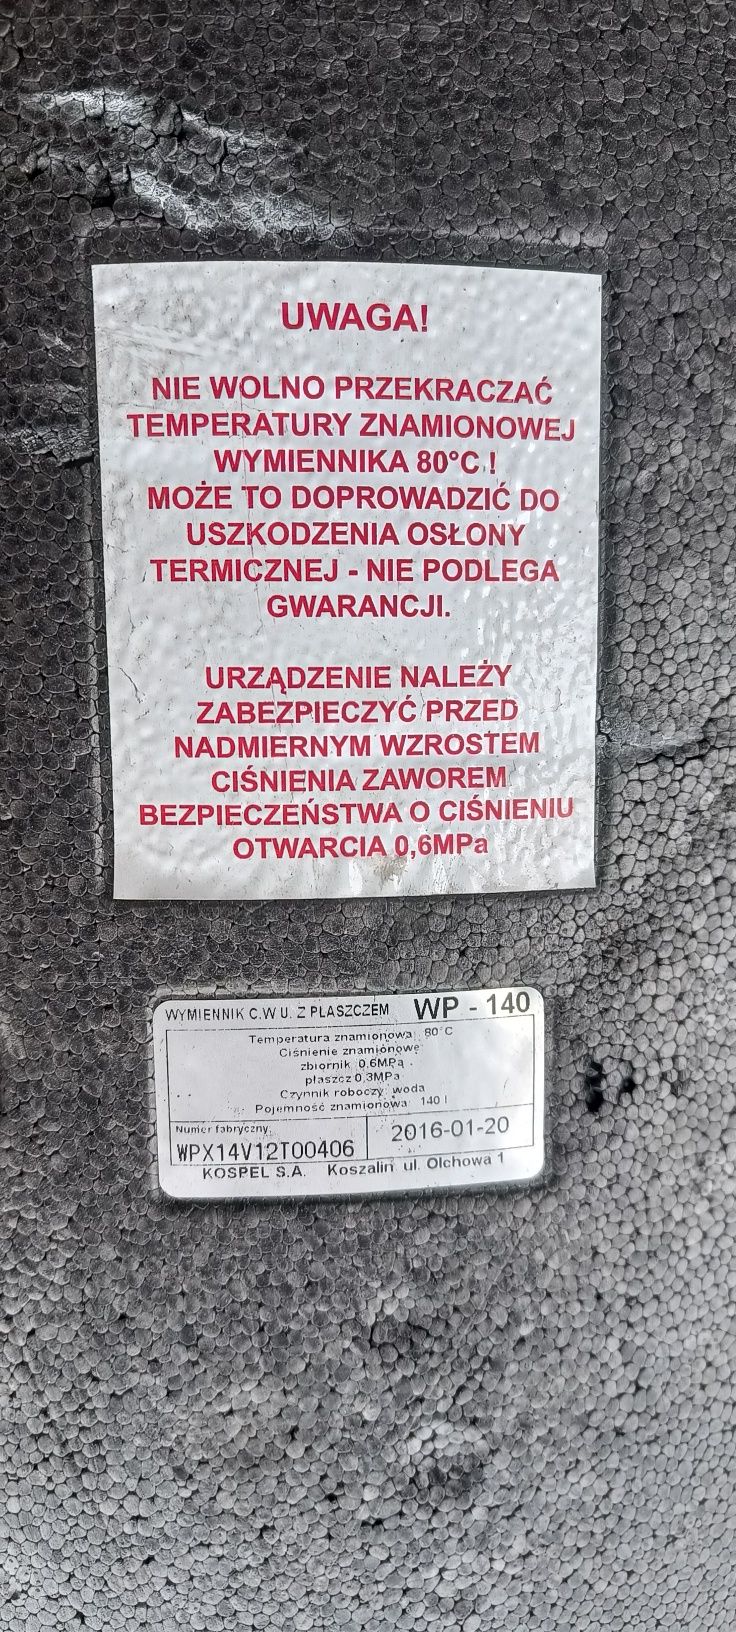 UWAGA!
NIE WOLNO PRZEKRACZAĆ
TEMPERATURY ZNAMIONOWEJ
WYMIENNIKA 80°C !
MOŻE TO DOPROWADZIĆ DO
USZKODZENIA OSŁONY
TERMICZNEJ - NIE PODLEGA
GWARANCJI.
URZĄDZENIE NALEŻY
ZABEZPIECZYĆ PRZED
NADMIERNYM WZROSTEM
CIŚNIENIA ZAWOREM
BEZPIECZEŃSTWA O CIŚNIENIU
OTWARCIA 0,6MPa
WYMIENNIK C.W.U. Z PLASZCZEM WP - 140
Temperatura znamionowa: 80°C
Ciśnienie znamionowe:
zbiornik 0,6MPa
płaszcz 0,3MPa
Czynnik roboczy: woda
Pojemność znamionowa: 140 l
Numer fabryczny:
WPX14V12T00406 2016-01-20
KOSPEL S.A. Koszalin ul. Olchowa 1